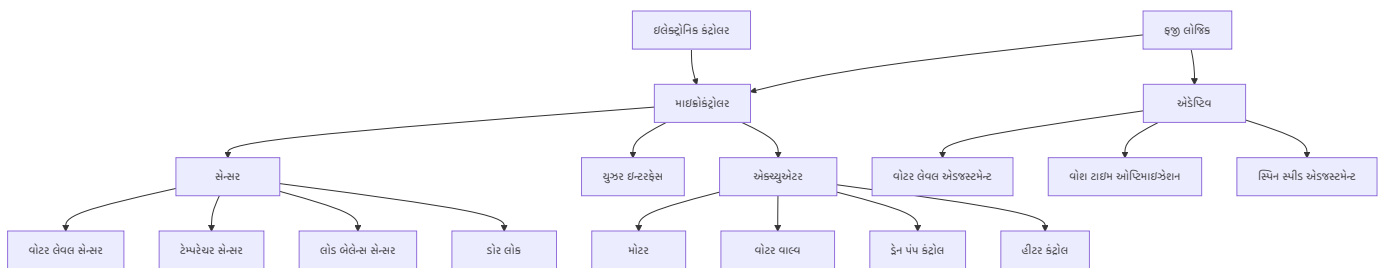 ઇલેક્ટ્રોનિક કંટ્રોલર
ફજી લોજિક
માઇક્રોકંટ્રોલર
એડેપ્ટિવ
સેન્સર
યુઝર ઇન્ટરફેસ
એક્ચ્યુએટર
વોટર લેવલ એડજસ્ટમેન્ટ
વોશ ટાઇમ ઓપ્ટિમાઇઝેશન
સ્પિન સ્પીડ એડજસ્ટમેન્ટ
વોટર લેવલ સેન્સર
ટેમ્પરેચર સેન્સર
લોડ બેલેન્સ સેન્સર
ડોર લોક
મોટર
વોટર વાલ્વ
ડ્રેન પંપ કંટ્રોલ
હીટર કંટ્રોલ